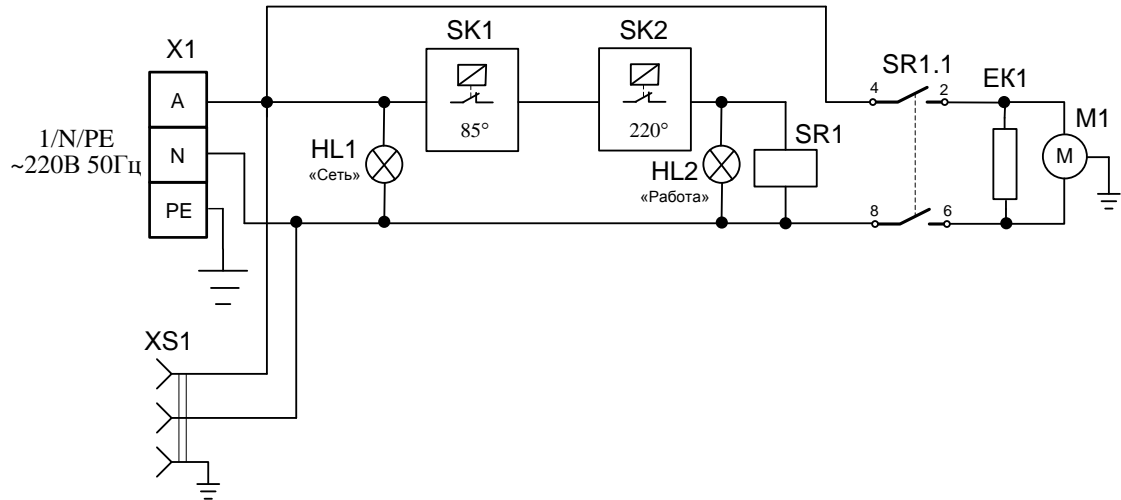 X1
A
N
PE
1/N/PE
~220В 50Гц
HL1
«Сеть»
SK1
85°
SK2
220°
HL2
«Работа»
SR1
SR1.1
4
2
8
6
ЕК1
M1
M
XS1